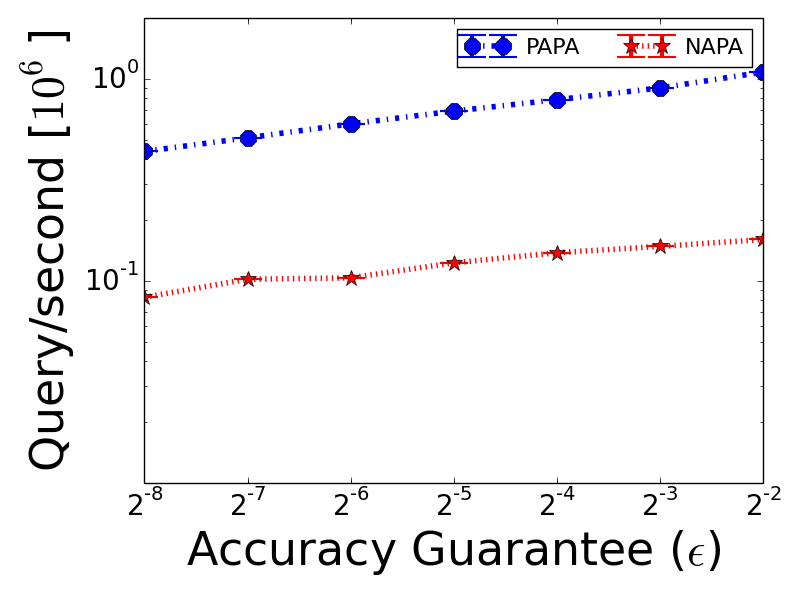 PAPA NAPA
Query/second [10^6 ]
10^0
10^-1
2^-8 2^-7 2^-6 2^-5 2^-4 2^-3 2^-2
Accuracy Guarantee (ϵ)